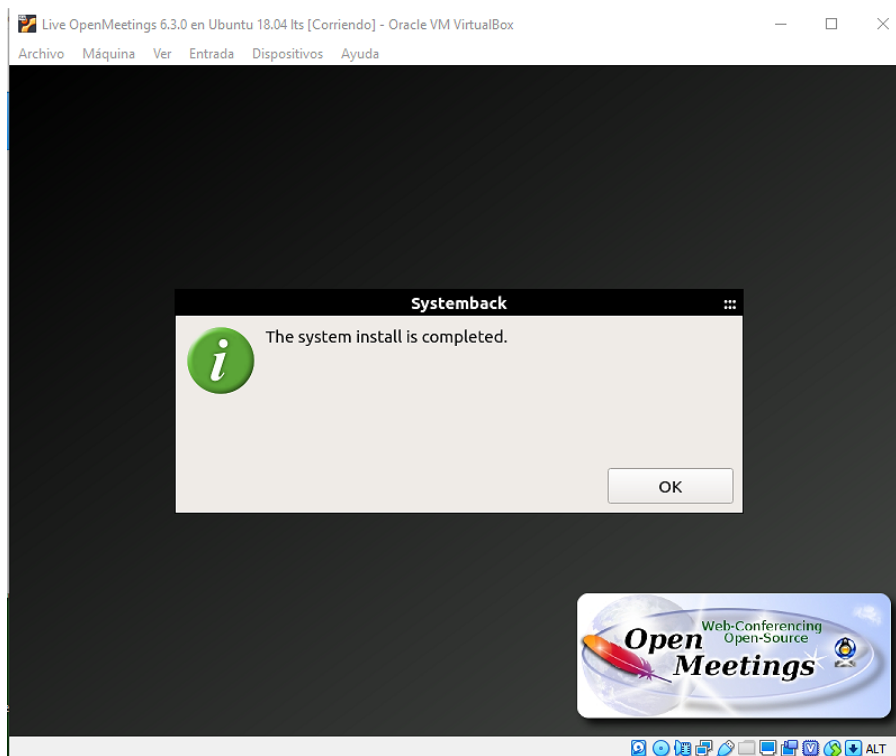 Live OpenMeetings 6.3.0 en Ubuntu 18.04 lts [Corriendo] - Oracle VM VirtualBox
Archivo Máquina Ver Entrada Dispositivos Ayuda
Systemback
The system install is completed.
OK
Web-Conferencing
Open-Source
Open
Meetings
ALT